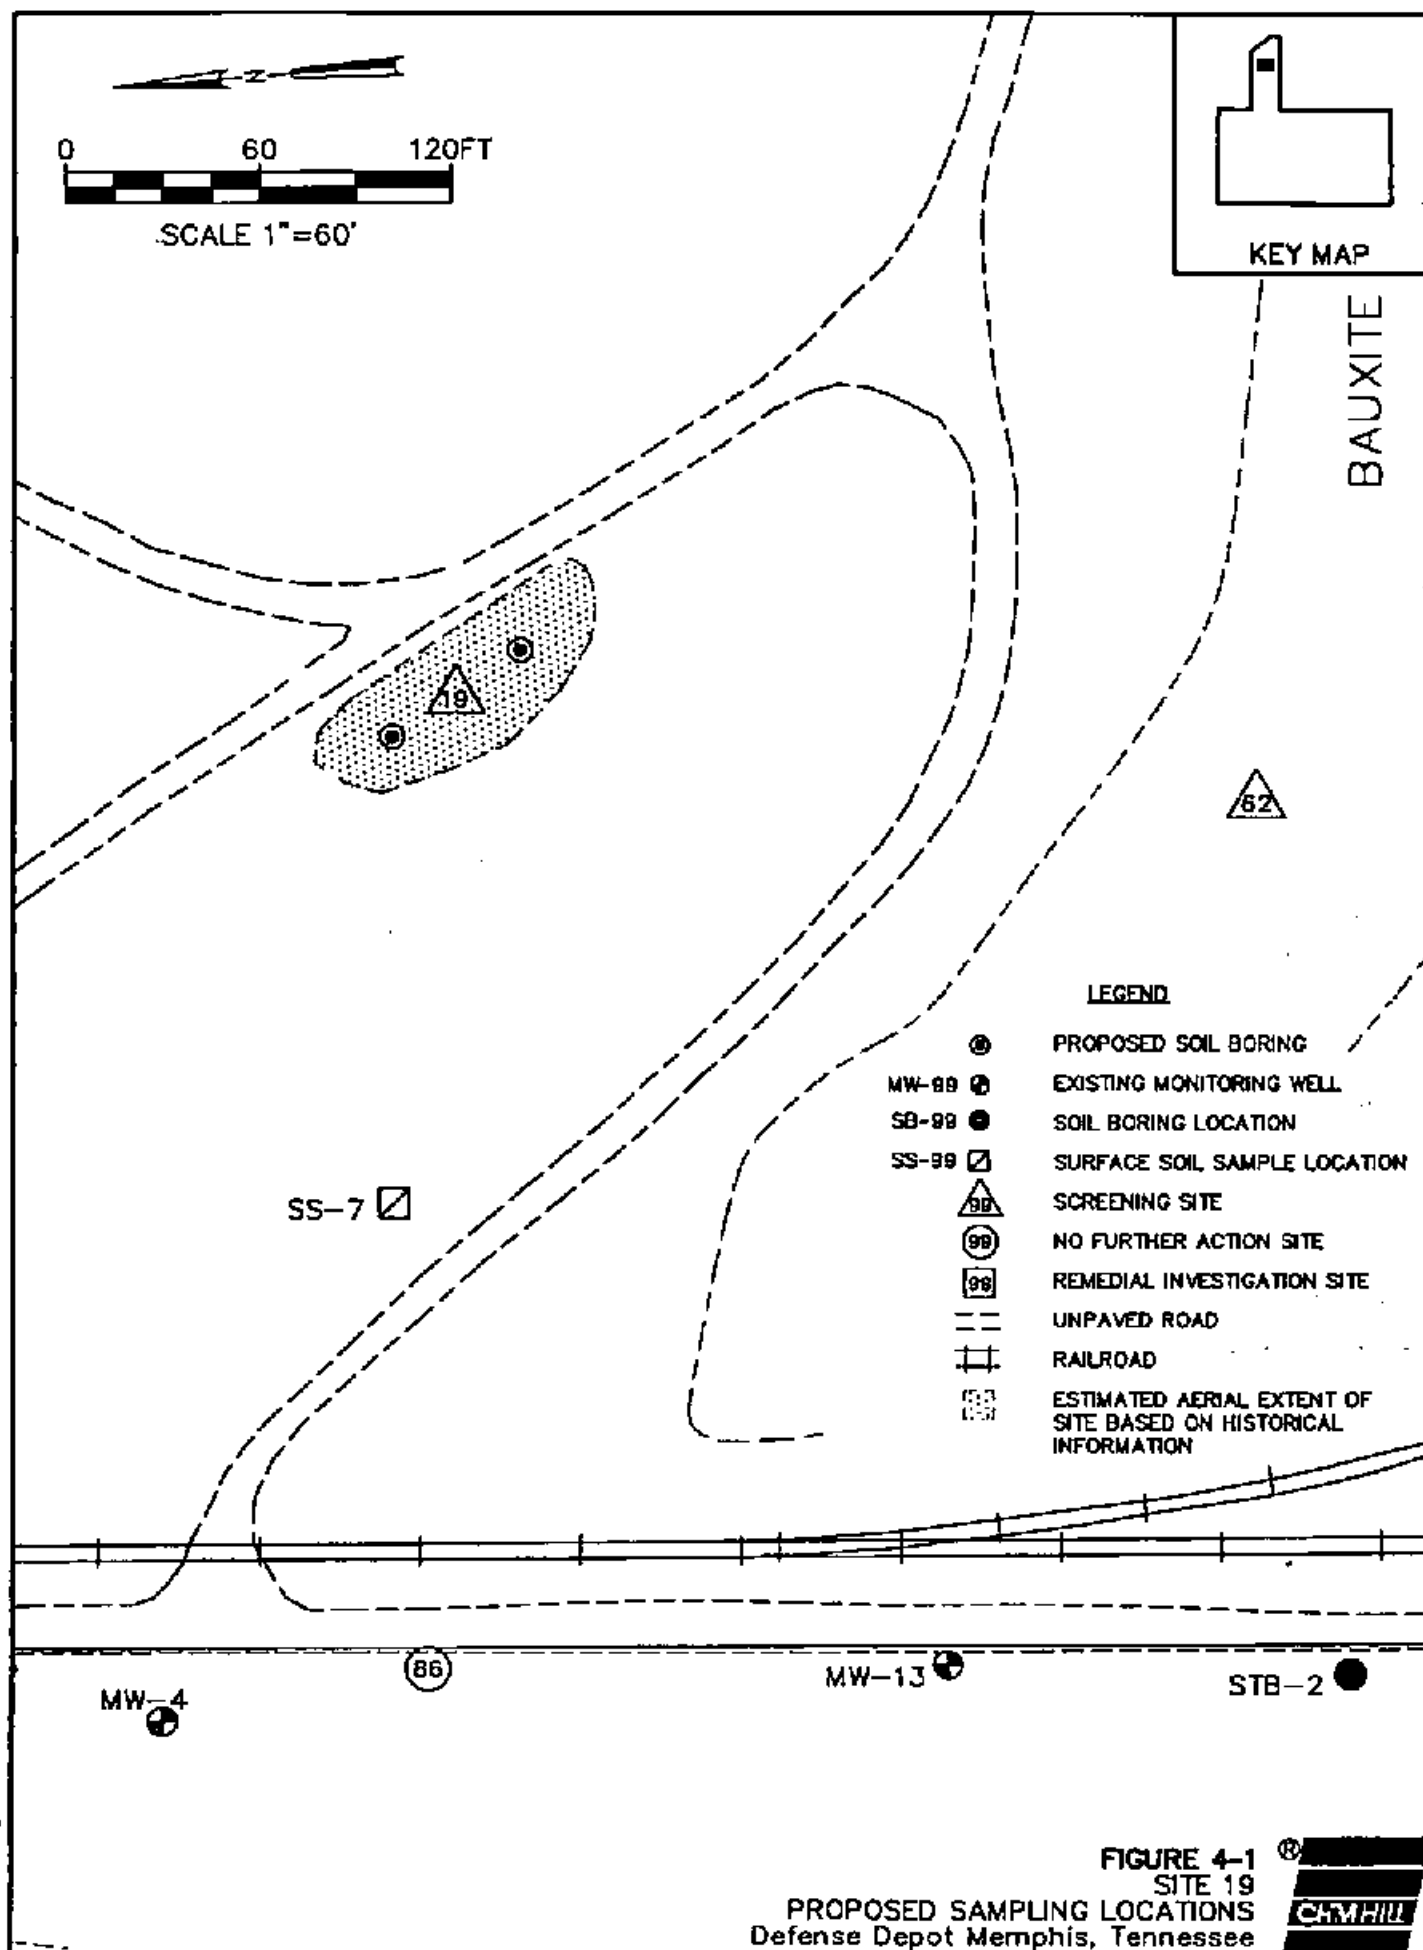 N
0 60 120FT
SCALE 1"=60'
KEY MAP
BAUXITE
19
62
LEGEND
PROPOSED SOIL BORING
MW-99 EXISTING MONITORING WELL
SB-99 SOIL BORING LOCATION
SS-99 SURFACE SOIL SAMPLE LOCATION
99 SCREENING SITE
99 NO FURTHER ACTION SITE
99 REMEDIAL INVESTIGATION SITE
UNPAVED ROAD
RAILROAD
ESTIMATED AERIAL EXTENT OF
SITE BASED ON HISTORICAL
INFORMATION
SS-7
86
MW-13
STB-2
MW-4
FIGURE 4-1 ®
SITE 19
PROPOSED SAMPLING LOCATIONS
CH2M HILL
Defense Depot Memphis, Tennessee